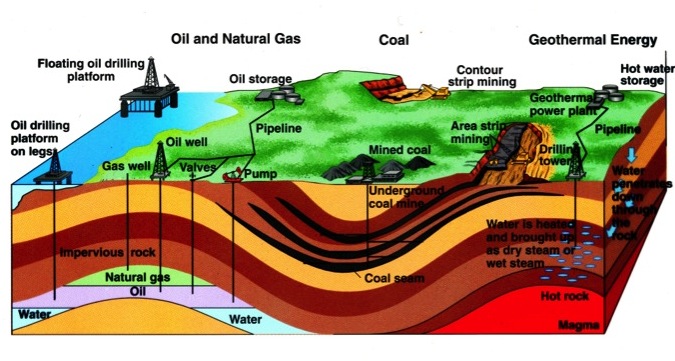 Oil and Natural Gas
Coal
Geothermal Energy
Floating oil drilling
platform
Oil storage
Contour
strip mining
Hot water
storage
Geothermal
power plant
Oil drilling
platform
on legs
Pipeline
Area strip
mining
Pipeline
Oil well
Mined coal
Drilling
tower
Gas well
Valves
Pump
Underground
coal mine
Water
penetrates
down
through
the
rock
Water is heated
and brought up
as dry steam or
wet steam
Impervious rock
Coal seam
Natural gas
Oil
Hot rock
Water
Water
Magma